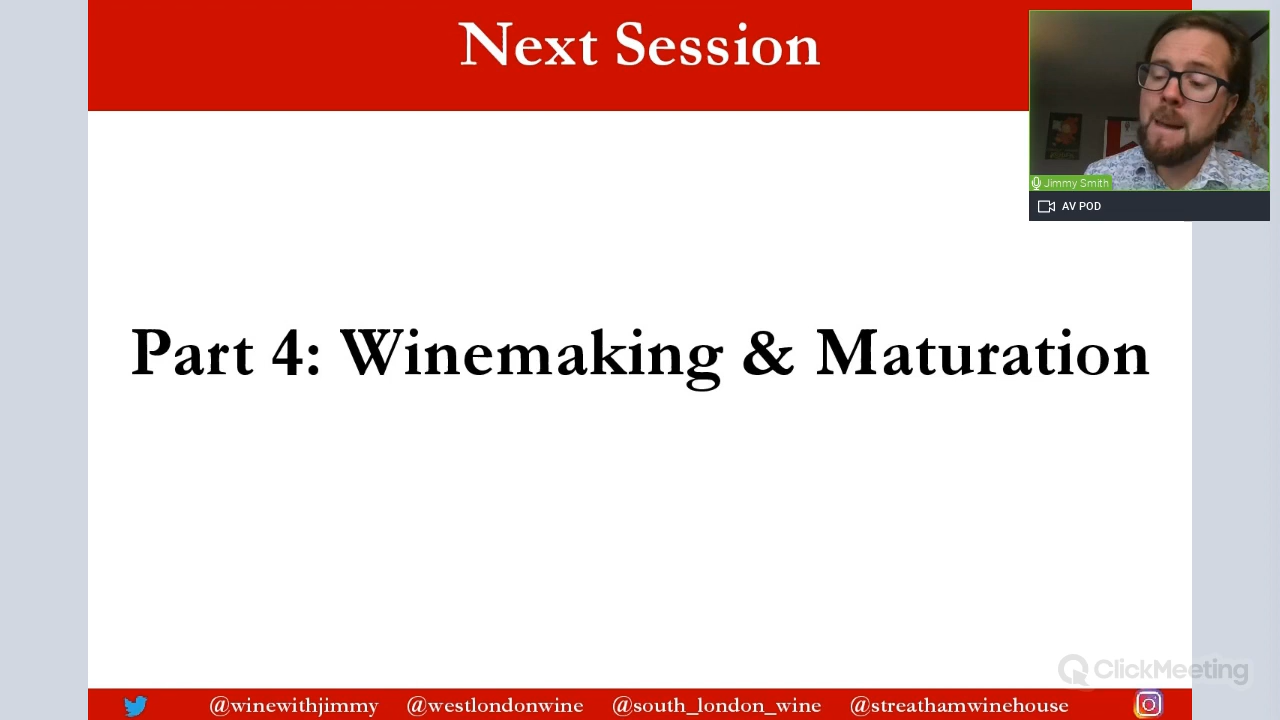 Next Session
Jimmy Smith
AV POD
Part 4: Winemaking & Maturation
ClickMeeting
@winewithjimmy @westlondonwine @south_london_wine @streathamwinehouse